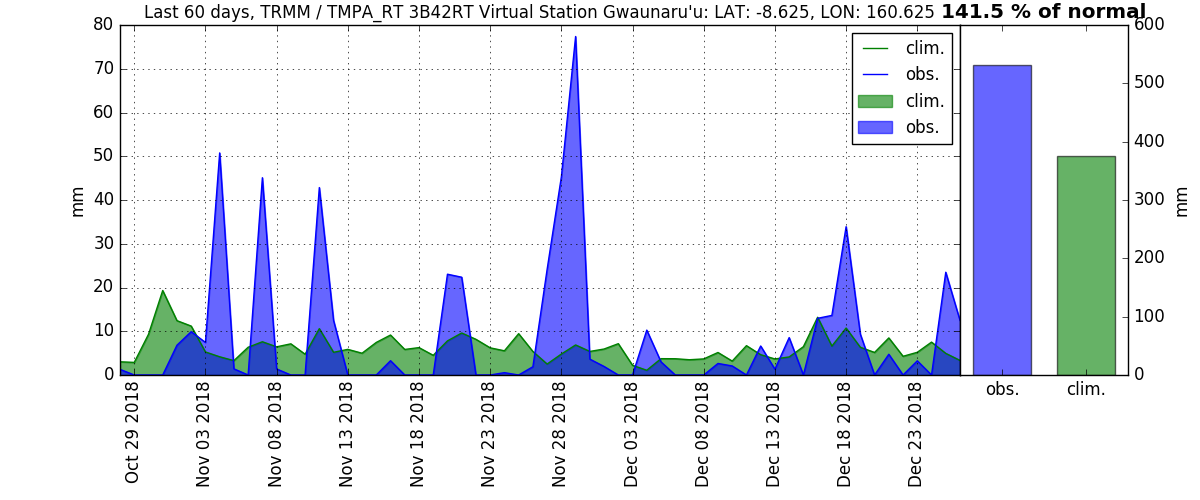 Last 60 days, TRMM / TMPA_RT 3B42RT Virtual Station Gwaunaru'u: LAT: -8.625, LON: 160.625 141.5 % of normal
80
70
60
50
40
30
20
10
0
mm
clim.
obs.
clim.
obs.
600
500
400
300
200
100
0
mm
Oct 29 2018
Nov 03 2018
Nov 08 2018
Nov 13 2018
Nov 18 2018
Nov 23 2018
Nov 28 2018
Dec 03 2018
Dec 08 2018
Dec 13 2018
Dec 18 2018
Dec 23 2018
obs.
clim.